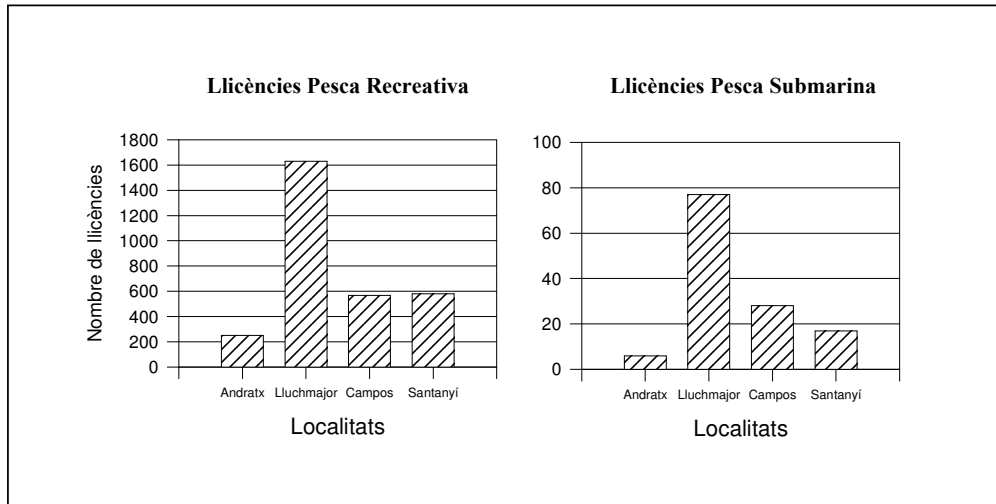 Llicències Pesca Recreativa
Nombre de llicències
1800
1600
1400
1200
1000
800
600
400
200
0
Andratx Lluchmajor Campos Santanyí
Localitats
Llicències Pesca Submarina
100
80
60
40
20
0
Andratx Lluchmajor Campos Santanyí
Localitats